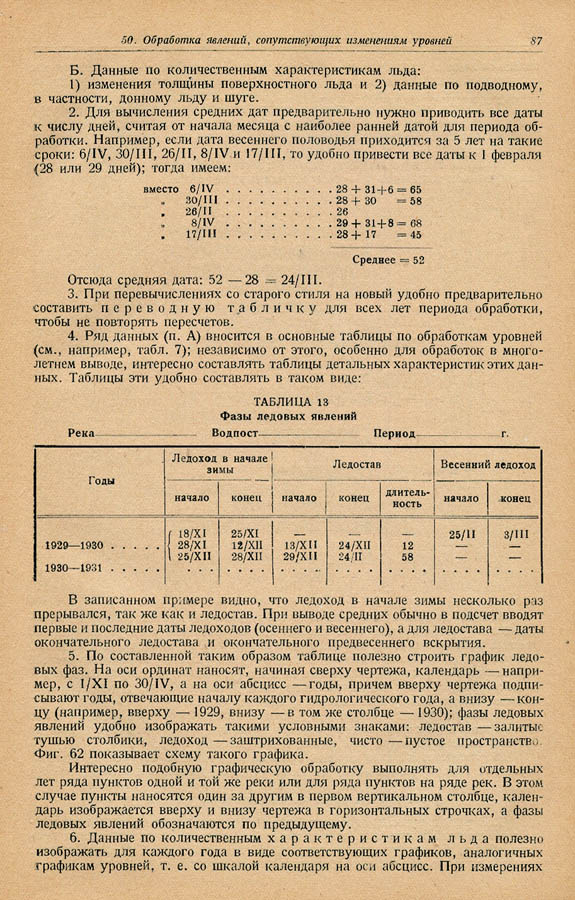 50. Обработка явлений, сопутствующих изменениям уровней 87
Б. Данные по количественным характеристикам льда:
1) изменения толщины поверхностного льда и 2) данные по подводному,
в частности, донному льду и шуге.
2. Для вычисления средних дат предварительно нужно приводить все даты
к числу дней, считая от начала месяца с наиболее ранней датой для периода об-
работки. Например, если дата весеннего половодья приходится за 5 лет на такие
сроки: 6/IV, 30/III, 26/II, 8/IV и 17/III, то удобно привести все даты к 1 февраля
(28 или 29 дней); тогда имеем:
вместо 6/IV . . . . . . . . . . 28 + 31 + 6 = 65
„ 30/III . . . . . . . . . . 28 + 30 = 58
„ 26/II . . . . . . . . . . 26
„ 8/IV . . . . . . . . . . 29 + 31 + 8 = 68
„ 17/III . . . . . . . . . . 28 + 17 = 45
Среднее = 52
Отсюда средняя дата: 52 — 28 = 24/III.
3. При перевычислениях со старого стиля на новый удобно предварительно
составить переводную табличку для всех лет периода обработки,
чтобы не повторять пересчетов.
4. Ряд данных (п. А) вносится в основные таблицы по обработкам уровней
(см., например, табл. 7); независимо от этого, особенно для обработок в много-
летнем выводе, интересно составлять таблицы детальных характеристик этих дан-
ных. Таблицы эти удобно составлять в таком виде:
ТАБЛИЦА 13
Фазы ледовых явлений
Река Водпост Период г.
Годы Ледоход в начале зимы Ледостав Весенний ледоход
начало конец начало конец длитель-ность начало конец
18/XI 25/XI — — — 25/II 3/III
1929—1930 . . . . . 28/XI 12/XII 13/XII 24/XII 12 — —
25/XII 28/XII 29/XII 24/II 58 — —
1930—1931 . . . . . . . . . . . . . . . . . . . . . . . . . . . . . . . . .
В записанном примере видно, что ледоход в начале зимы несколько раз
прерывался, так же как и ледостав. При выводе средних обычно в подсчет вводят
первые и последние даты ледоходов (осеннего и весеннего), а для ледостава — даты
окончательного ледостава и окончательного предвесеннего вскрытия.
5. По составленной таким образом таблице полезно строить график ледо-
вых фаз. На оси ординат наносят, начиная сверху чертежа, календарь — напри-
мер, с 1/XI по 30/IV, а на оси абсцисс — годы, причем вверху чертежа подпи-
сывают годы, отвечающие началу каждого гидрологического года, а внизу — кон-
цу (например, вверху — 1929, внизу — в том же столбце — 1930); фазы ледовых
явлений удобно изображать такими условными знаками: ледостав — залитые
тушью столбики, ледоход — заштрихованные, чисто — пустое пространство.
Фиг. 62 показывает схему такого графика.
Интересно подобную графическую обработку выполнять для отдельных
лет ряда пунктов одной и той же реки или для ряда пунктов на ряде рек. В этом
случае пункты наносятся один за другим в первом вертикальном столбце, кален-
дарь изображается вверху и внизу чертежа в горизонтальных строчках, а фазы
ледовых явлений обозначаются по предыдущему.
6. Данные по количественным характеристикам льда полезно
изображать для каждого года в виде соответствующих графиков, аналогичных
графикам уровней, т. е. со шкалой календаря на оси абсцисс. При измерениях